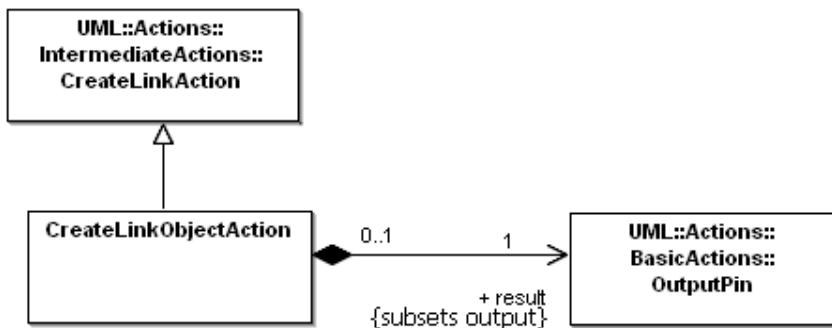 UML::Actions::
IntermediateActions::
CreateLinkAction
CreateLinkObjectAction
0..1
1
UML::Actions::
BasicActions::
OutputPin
+ result
{subsets output}